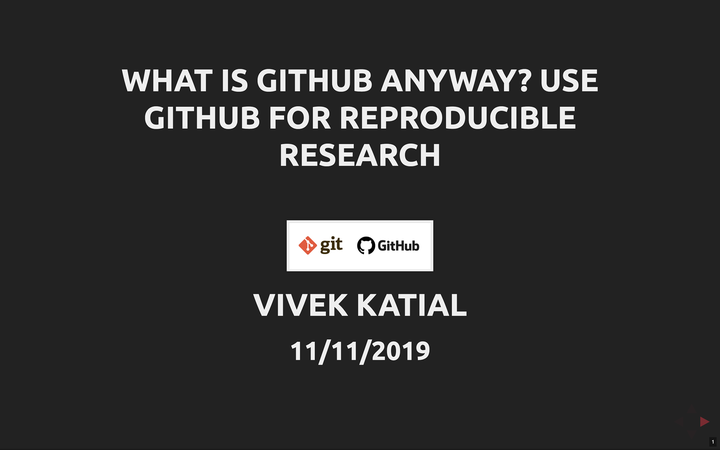 WHAT IS GITHUB ANYWAY? USE
GITHUB FOR REPRODUCIBLE
RESEARCH
git GitHub
VIVEK KATIAL
11/11/2019
1